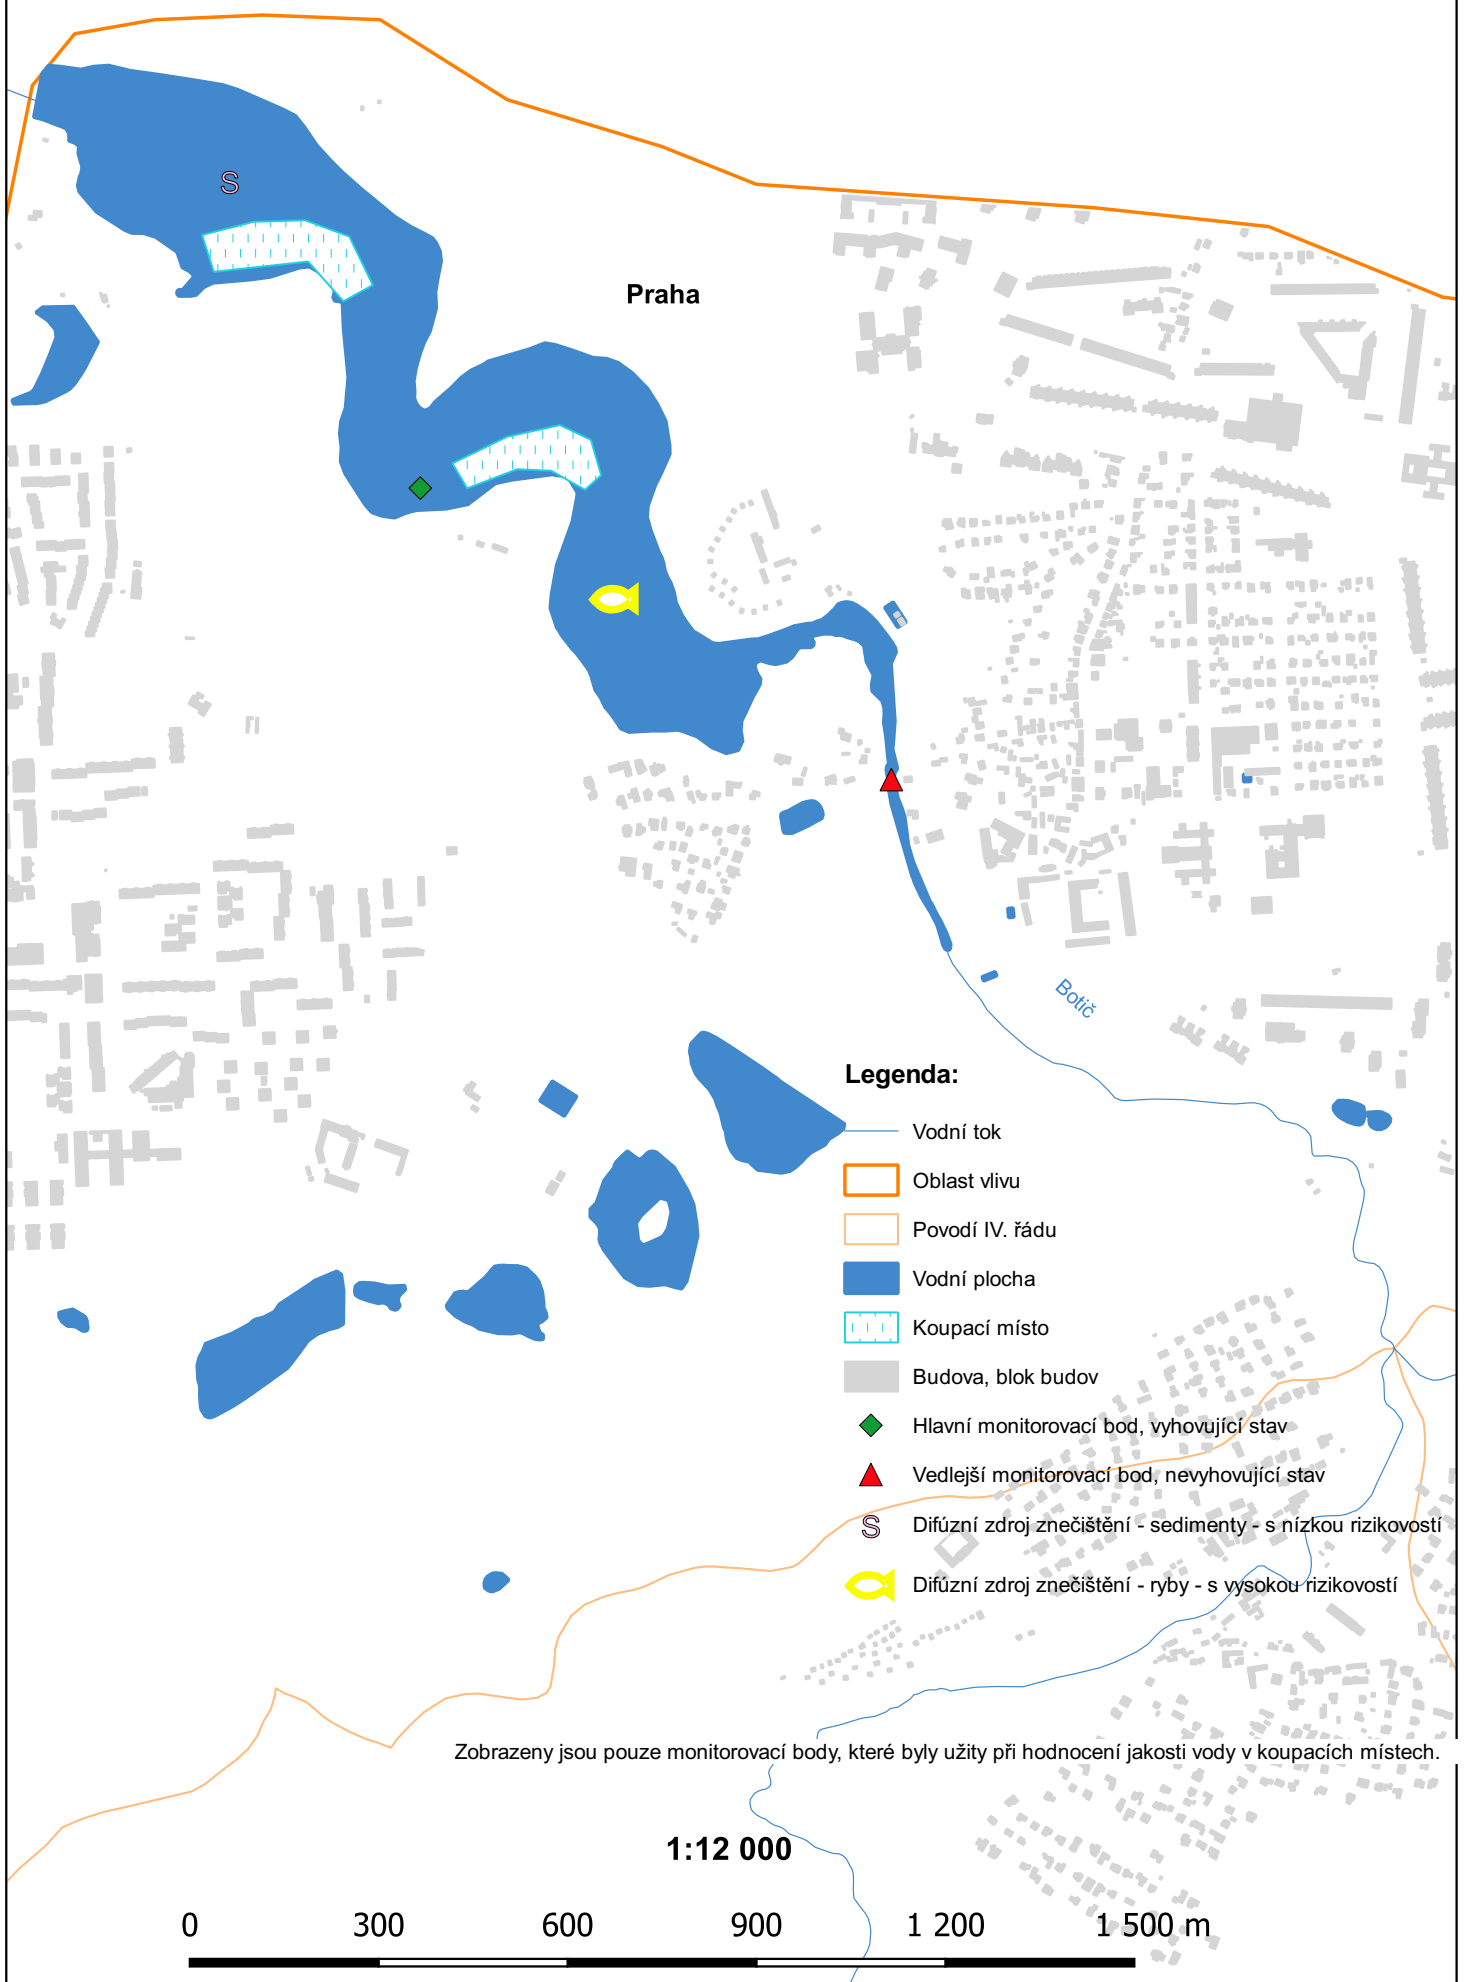 S
Praha
Botič
Legenda:
Vodní tok
Oblast vlivu
Povodí IV. řádu
Vodní plocha
Koupací místo
Budova, blok budov
Hlavní monitorovací bod, vyhovující stav
Vedlejší monitorovací bod, nevyhovující stav
S Difúzní zdroj znečištění - sedimenty - s nízkou rizikovostí
Difúzní zdroj znečištění - ryby - s vysokou rizikovostí
Zobrazeny jsou pouze monitorovací body, které byly užity při hodnocení jakosti vody v koupacích místech.
1:12 000
0 300 600 900 1 200 1 500 m